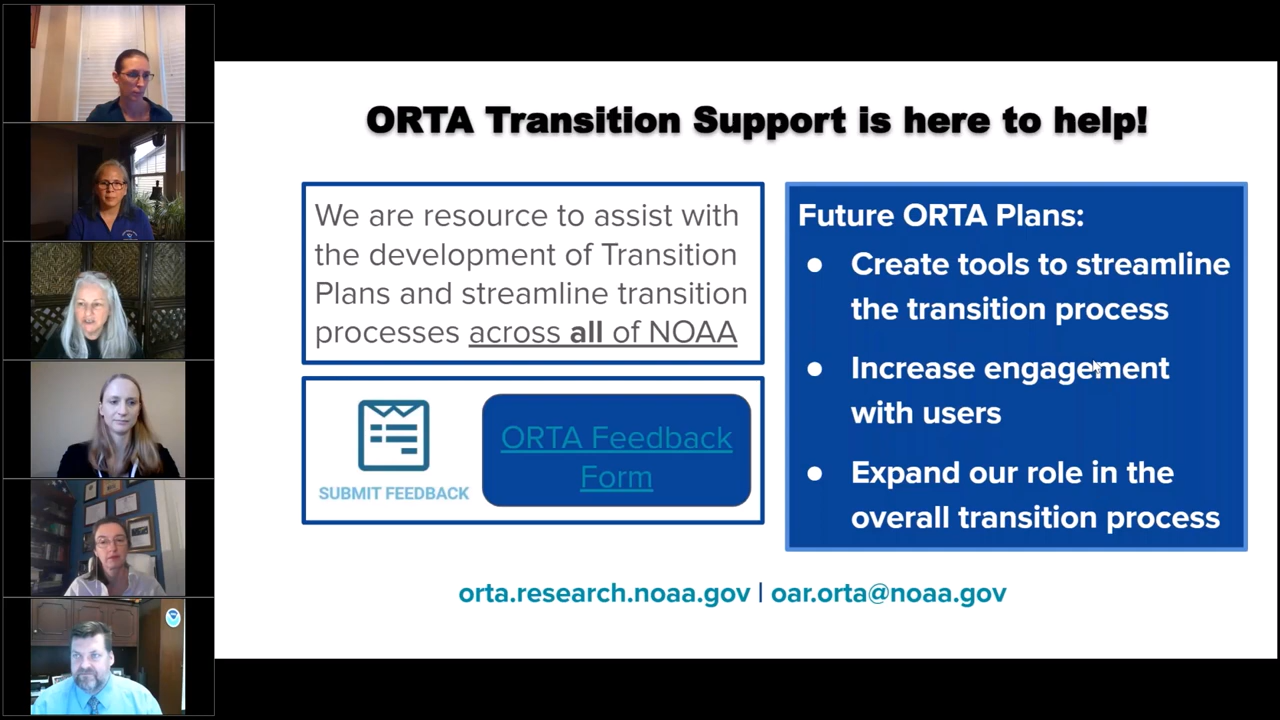 ORTA Transition Support is here to help!
We are resource to assist with
the development of Transition
Plans and streamline transition
processes across all of NOAA
SUBMIT FEEDBACK
ORTA Feedback
Form
Future ORTA Plans:
● Create tools to streamline
the transition process
● Increase engagement
with users
● Expand our role in the
overall transition process
orta.research.noaa.gov | oar.orta@noaa.gov